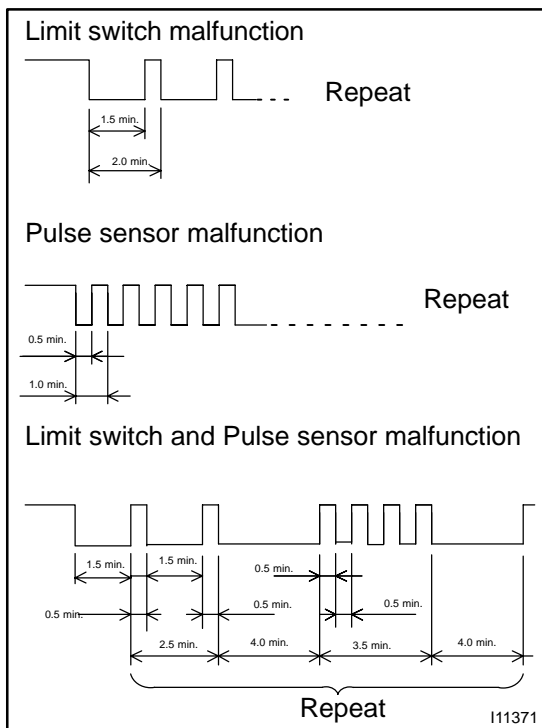 Limit switch malfunction
Repeat
1.5 min.
2.0 min.
Pulse sensor malfunction
Repeat
0.5 min.
1.0 min.
Limit switch and Pulse sensor malfunction
1.5 min.
1.5 min.
0.5 min.
0.5 min.
0.5 min.
0.5 min.
2.5 min.
4.0 min.
3.5 min.
4.0 min.
Repeat
I11371